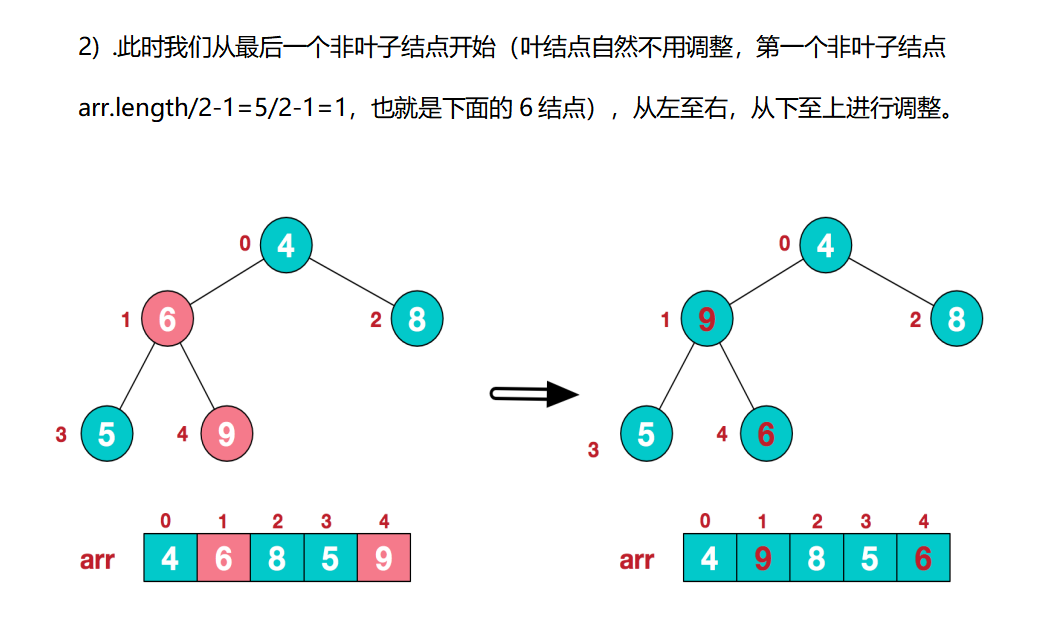 2）.此时我们从最后一个非叶子结点开始（叶结点自然不用调整，第一个非叶子结点
arr.length/2-1=5/2-1=1，也就是下面的 6 结点），从左至右，从下至上进行调整。
0 4
1 6
2 8
3 5
4 9
0 1 2 3 4
arr 4 6 8 5 9
0 4
1 9
2 8
3 5
4 6
0 1 2 3 4
arr 4 9 8 5 6